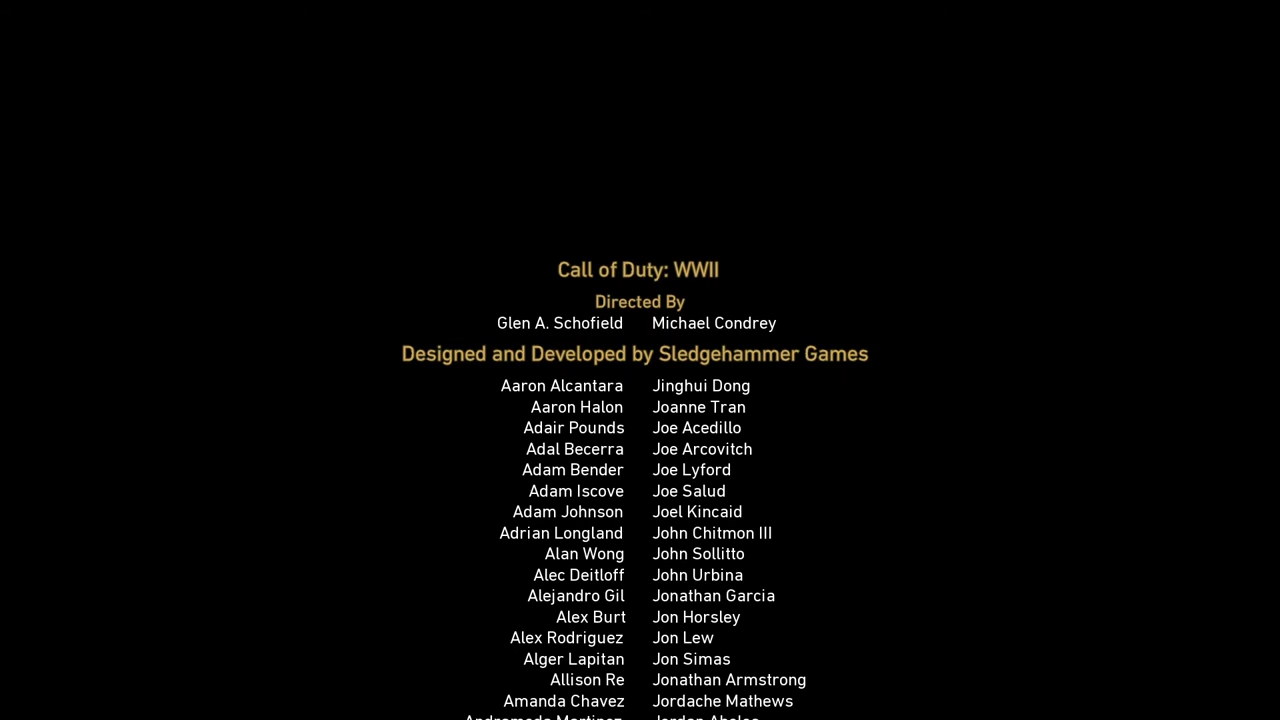 Call of Duty: WWII
Directed By
Glen A. Schofield Michael Condrey
Designed and Developed by Sledgehammer Games
Aaron Alcantara Jinghui Dong
Aaron Halon Joanne Tran
Adair Pounds Joe Acedillo
Adal Becerra Joe Arcovitch
Adam Bender Joe Lyford
Adam Iscove Joe Salud
Adam Johnson Joel Kincaid
Adrian Longland John Chitmon III
Alan Wong John Sollitto
Alec Deitloff John Urbina
Alejandro Gil Jonathan Garcia
Alex Burt Jon Horsley
Alex Rodriguez Jon Lew
Alger Lapitan Jon Simas
Allison Re Jonathan Armstrong
Amanda Chavez Jordache Mathews